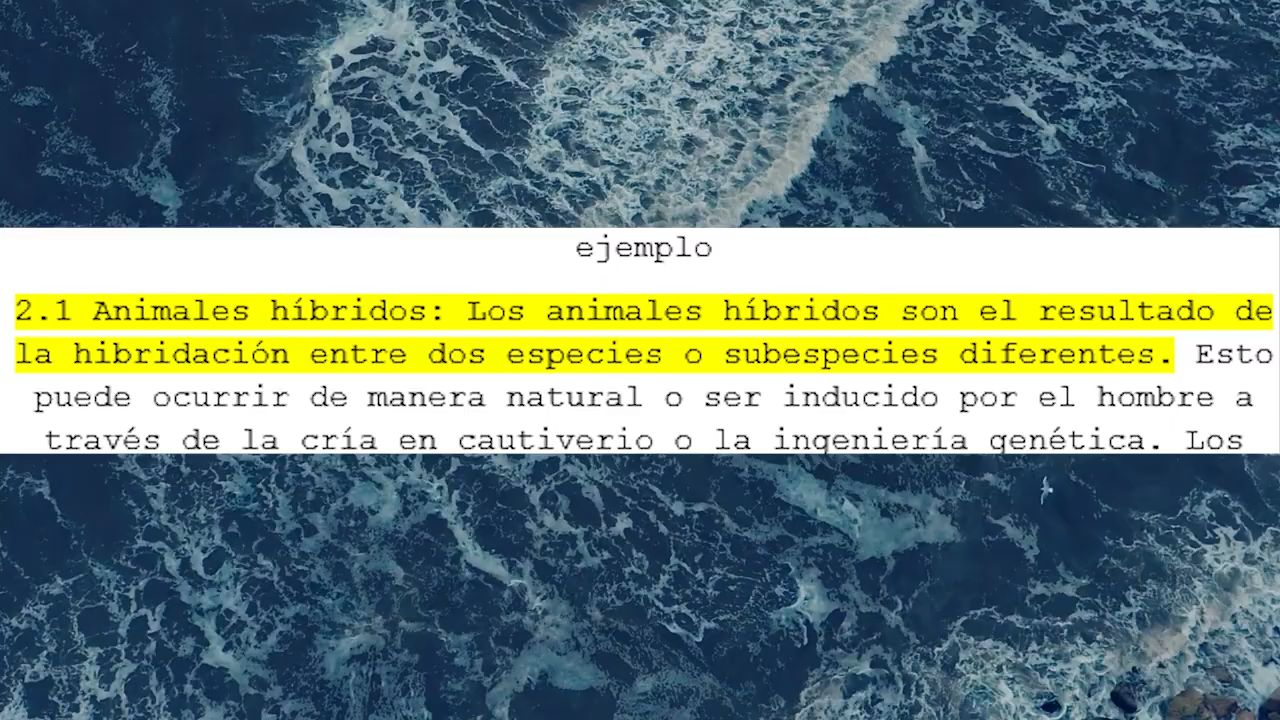 ejemplo
2.1 Animales híbridos: Los animales híbridos son el resultado de
la hibridación entre dos especies o subespecies diferentes. Esto
puede ocurrir de manera natural o ser inducido por el hombre a
través de la cría en cautiverio o la ingeniería genética. Los